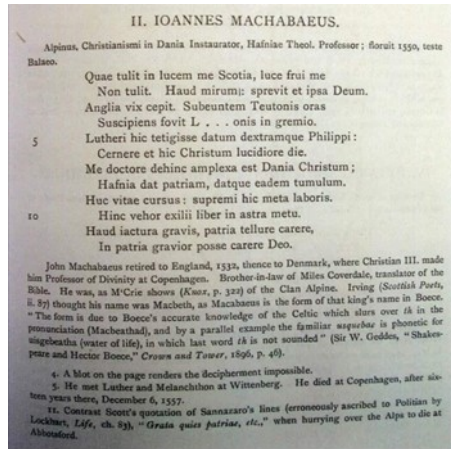 II. IOANNES MACHABAEUS.
Alpinus, Christianismi in Dania Instaurator, Hafniae Theol. Professor; floruit 1550, teste
Balaeo.
Quae tulit in lucem me Scotia, luce frui me
Non tulit. Haud mirum: sprevit et ipsa Deum.
Anglia vix cepit. Subeuntem Teutonis oras
Suscipiens fovit L . . . onis in gremio.
5 Lutheri hic tetigisse datum dextramque Philippi:
Cernere et hic Christum lucidiore die.
Me doctore dehinc amplexa est Dania Christum;
Hafnia dat patriam, datque eadem tumulum.
Huc vitae cursus: supremi hic meta laboris.
10 Hinc vehor exilii liber in astra metu.
Haud iactura gravis, patria tellure carere,
In patria gravior posse carere Deo.
John Machabaeus retired to England, 1532, thence to Denmark, where Christian III. made
him Professor of Divinity at Copenhagen. Brother-in-law of Miles Coverdale, translator of the
Bible. He was, as M'Crie shows (Knox, p. 322) of the Clan Alpine. Irving (Scottish Poets,
ii. 87) thought his name was Macbeth, as Macabaeus is the form of that king's name in Boece.
"The form is due to Boece's accurate knowledge of the Celtic which slurs over th in the
pronunciation (Macbeathad), and by a parallel example the familiar usquebae is phonetic for
uisgebeatha (water of life), in which last word th is not sounded" (Sir W. Geddes, "Shakes-
peare and Hector Boece," Crown and Tower, 1896, p. 46).
4. A blot on the page renders the decipherment impossible.
5. He met Luther and Melanchthon at Wittenberg. He died at Copenhagen, after six-
teen years there, December 6, 1557.
11. Contrast Scott's quotation of Sannazaro's lines (erroneously ascribed to Politian by
Lockhart, Life, ch. 83), "Grata quies patriae, etc.," when hurrying over the Alps to die at
Abbotsford.